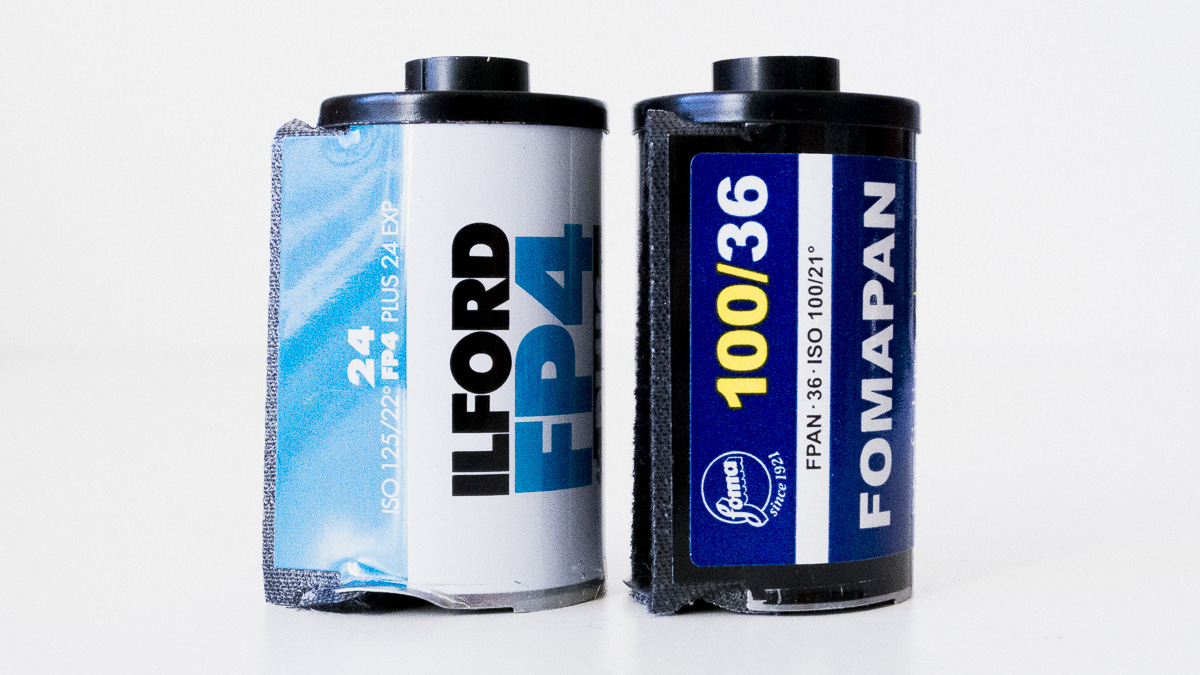 24
ISO 125/22° FP4 PLUS 24 EXP
ILFORD
FP4
100/36
foma
since 1921
FPAN · 36 · ISO 100/21°
FOMAPAN